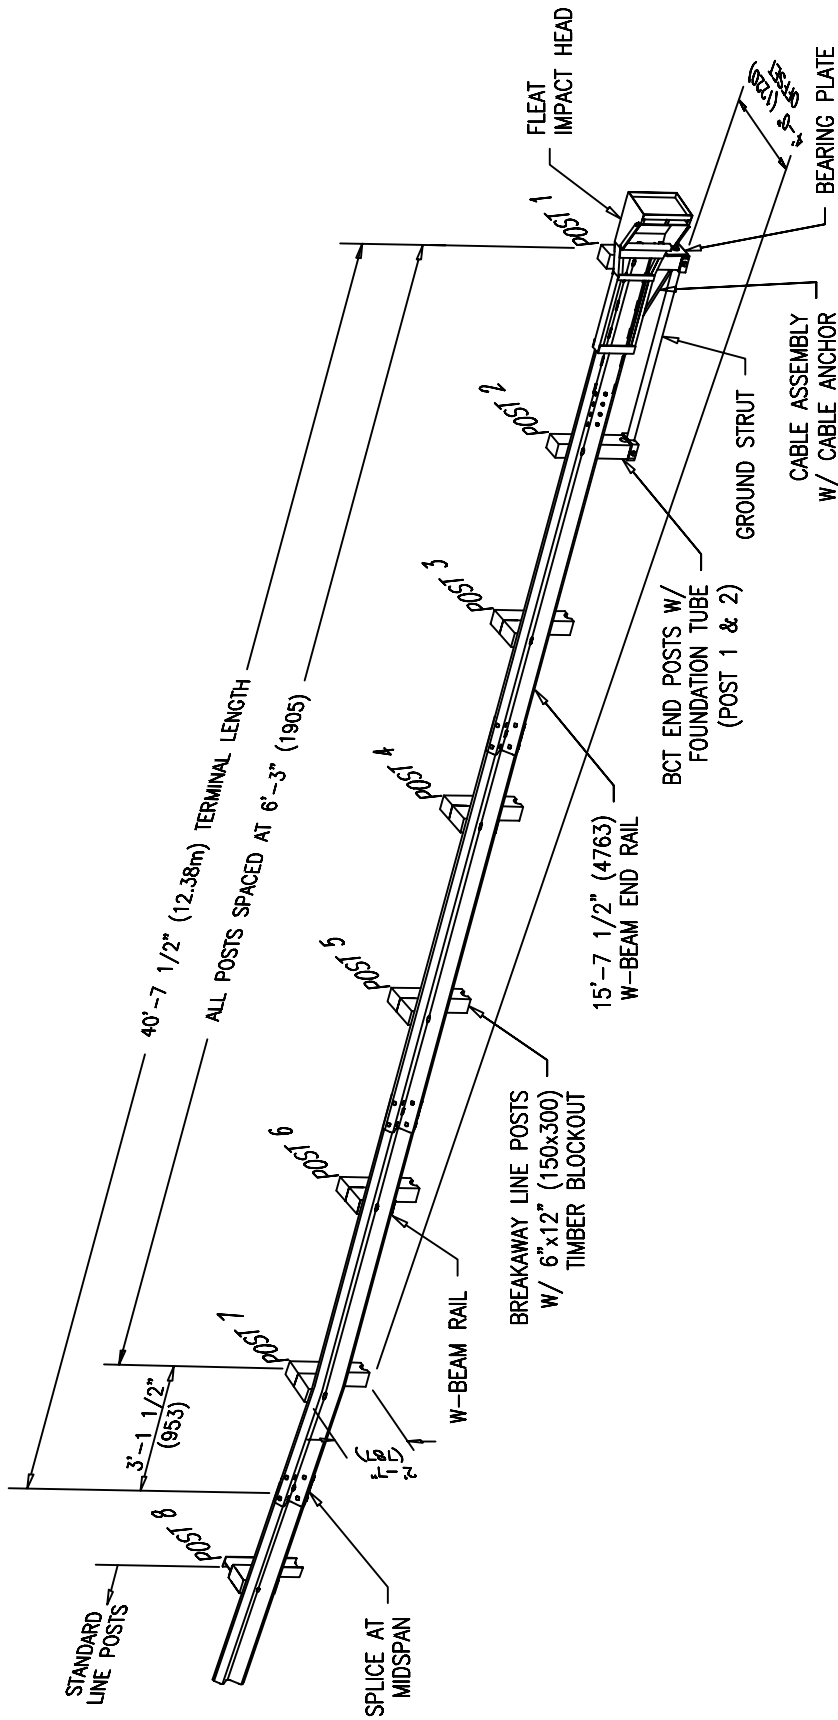 FLEAT
IMPACT HEAD
4'-0" (1220)
OFFSET
BEARING PLATE
CABLE ASSEMBLY
W/ CABLE ANCHOR
GROUND STRUT
BCT END POSTS W/
FOUNDATION TUBE
(POST 1 & 2)
15'-7 1/2" (4763)
W-BEAM END RAIL
BREAKAWAY LINE POSTS
W/ 6"x12" (150x300)
TIMBER BLOCKOUT
W-BEAM RAIL
SPLICE AT
MIDSPAN
STANDARD
LINE POSTS
3'-1 1/2"
(953)
40'-7 1/2" (12.38m) TERMINAL LENGTH
ALL POSTS SPACED AT 6'-3" (1905)
POST 1
POST 2
POST 3
POST 4
POST 5
POST 6
POST 7
POST 8